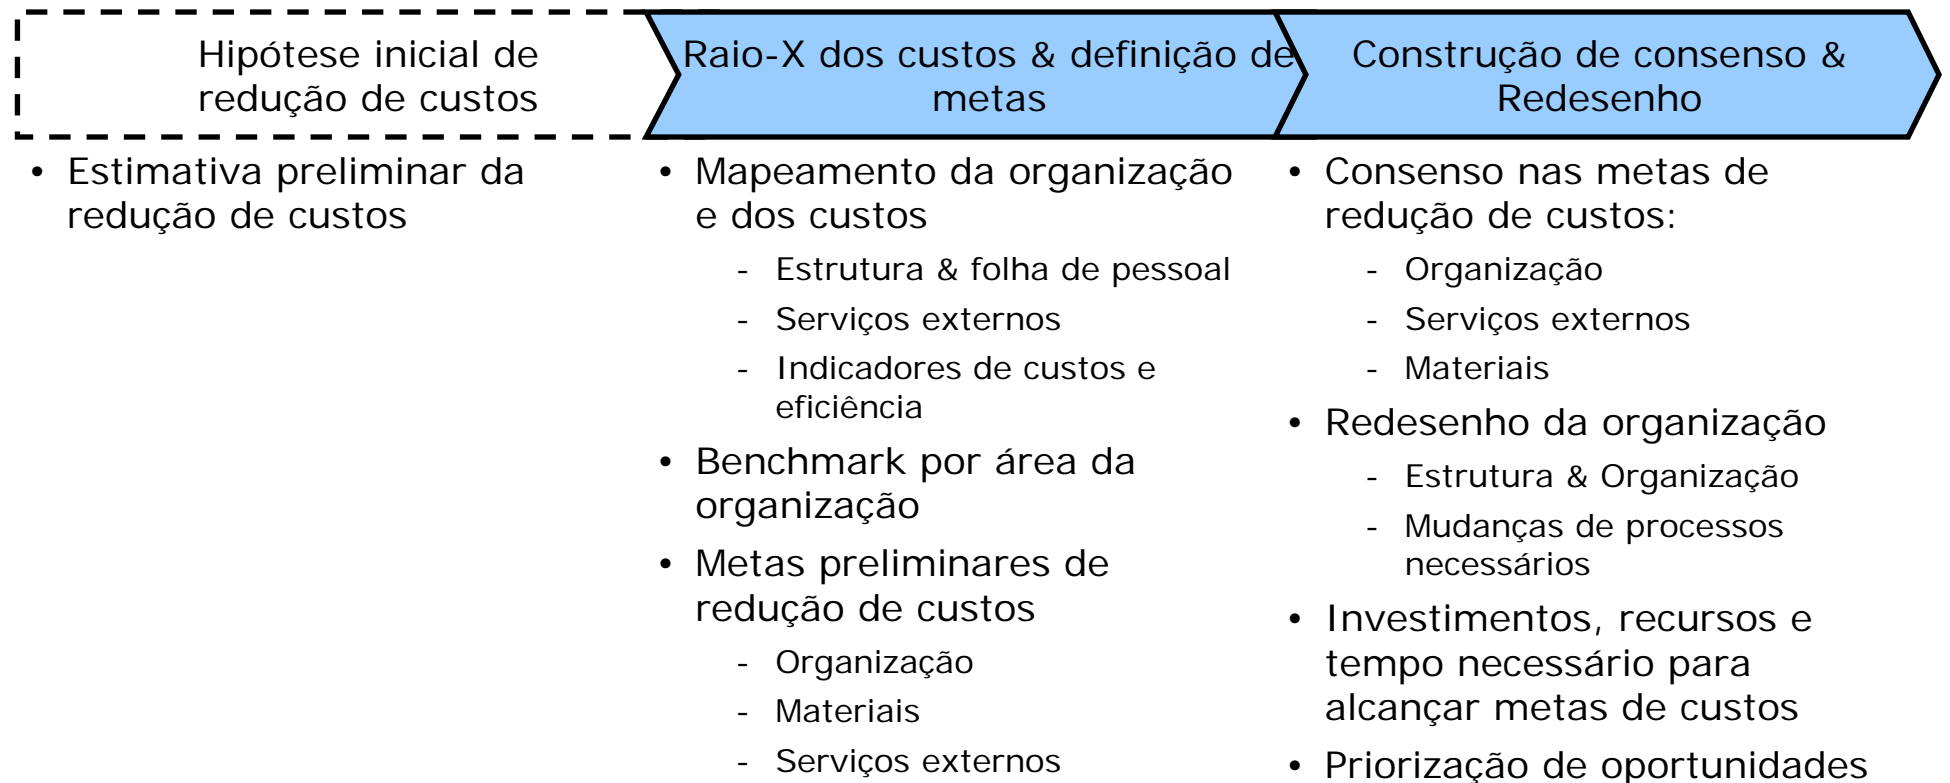 Hipótese inicial de
redução de custos
Raio-X dos custos & definição de
metas
Construção de consenso &
Redesenho
• Estimativa preliminar da
redução de custos
• Mapeamento da organização
e dos custos
- Estrutura & folha de pessoal
- Serviços externos
- Indicadores de custos e
eficiência
• Benchmark por área da
organização
• Metas preliminares de
redução de custos
- Organização
- Materiais
- Serviços externos
• Consenso nas metas de
redução de custos:
- Organização
- Serviços externos
- Materiais
• Redesenho da organização
- Estrutura & Organização
- Mudanças de processos
necessários
• Investimentos, recursos e
tempo necessário para
alcançar metas de custos
• Priorização de oportunidades